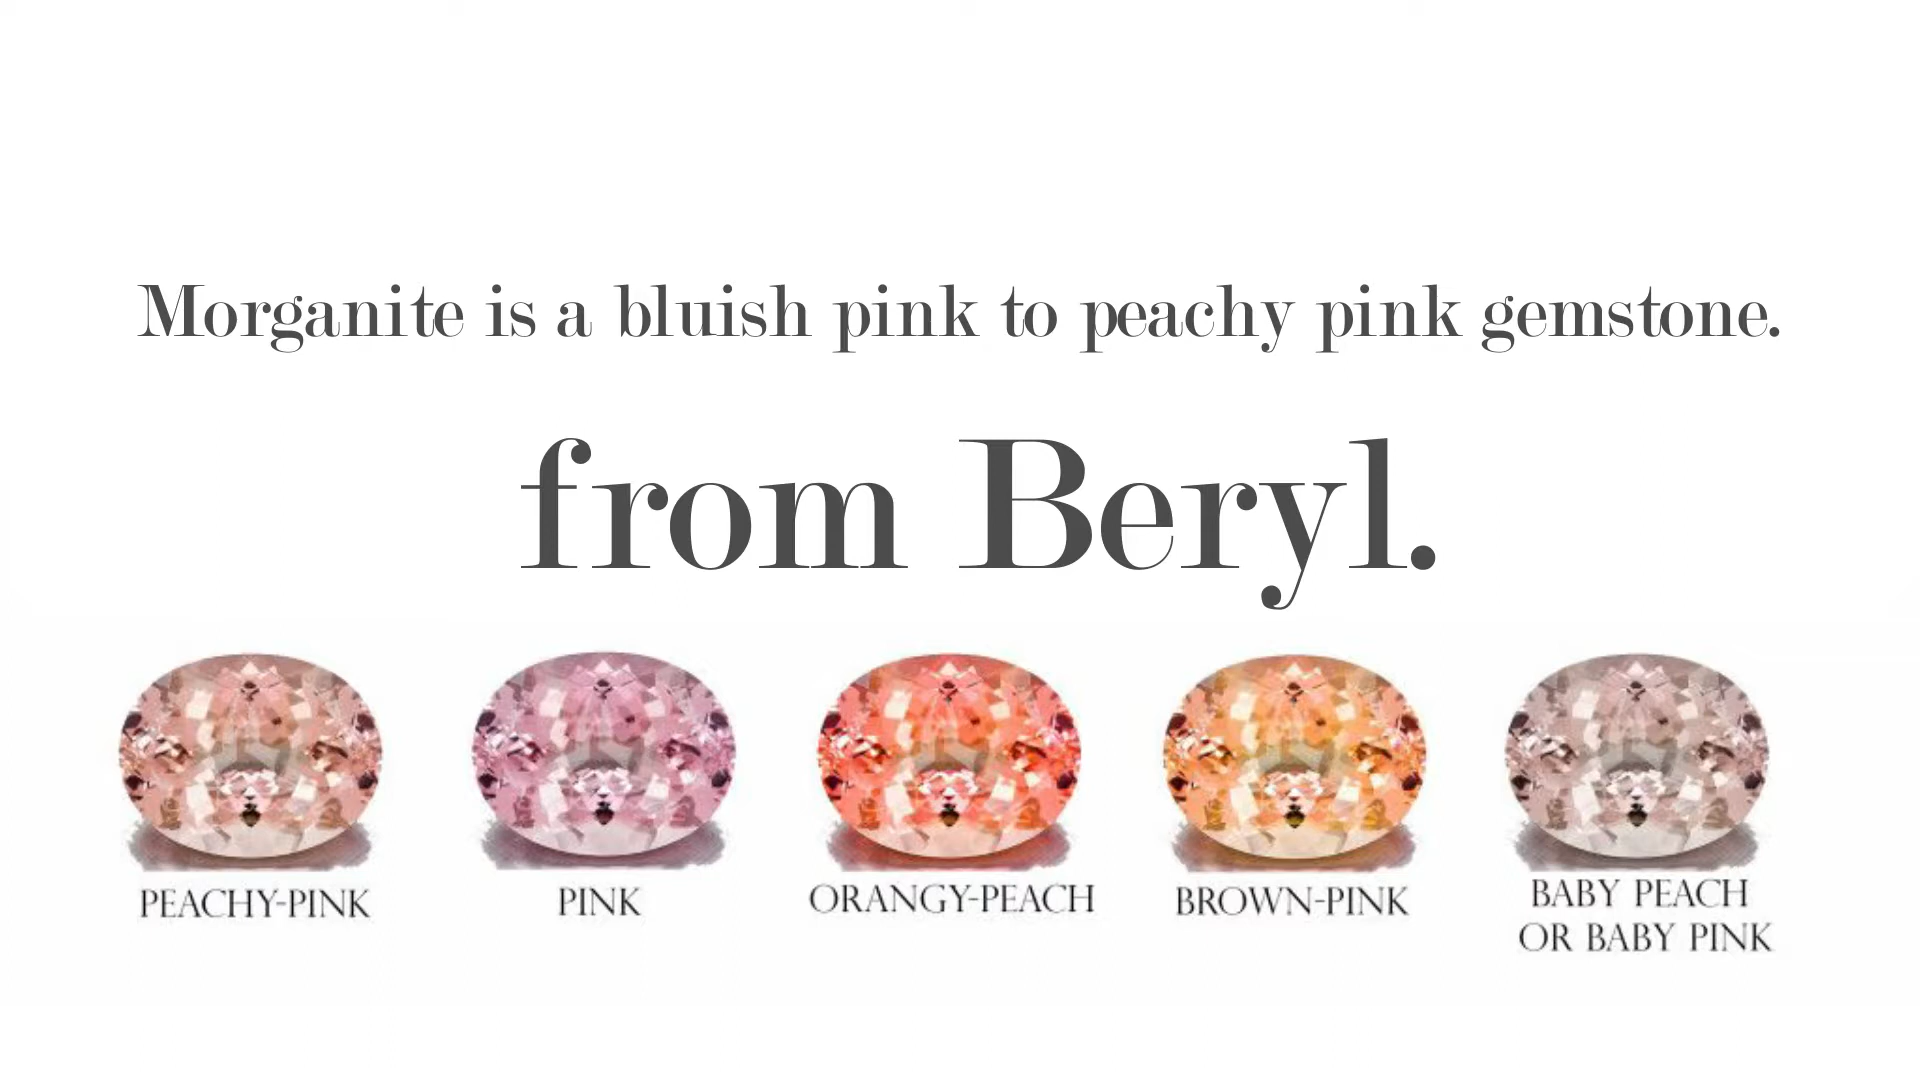 Morganite is a bluish pink to peachy pink gemstone.
from Beryl.
PEACHY-PINK
PINK
ORANGY-PEACH
BROWN-PINK
BABY PEACH
OR BABY PINK